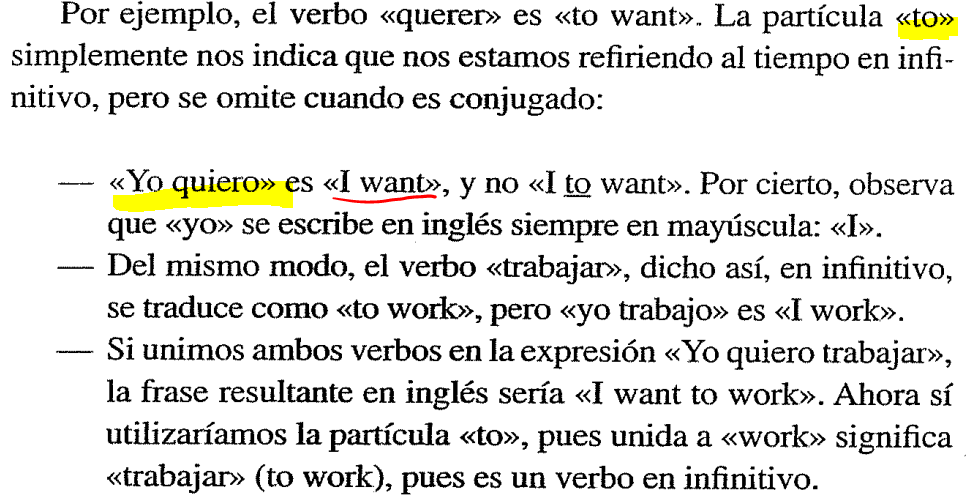 Por ejemplo, el verbo «querer» es «to want». La partícula «to»
simplemente nos indica que nos estamos refiriendo al tiempo en infi-
nitivo, pero se omite cuando es conjugado:
— «Yo quiero» es «I want», y no «I to want». Por cierto, observa
que «yo» se escribe en inglés siempre en mayúscula: «I».
— Del mismo modo, el verbo «trabajar», dicho así, en infinitivo,
se traduce como «to work», pero «yo trabajo» es «I work».
— Si unimos ambos verbos en la expresión «Yo quiero trabajar»,
la frase resultante en inglés sería «I want to work». Ahora sí
utilizaríamos la partícula «to», pues unida a «work» significa
«trabajar» (to work), pues es un verbo en infinitivo.